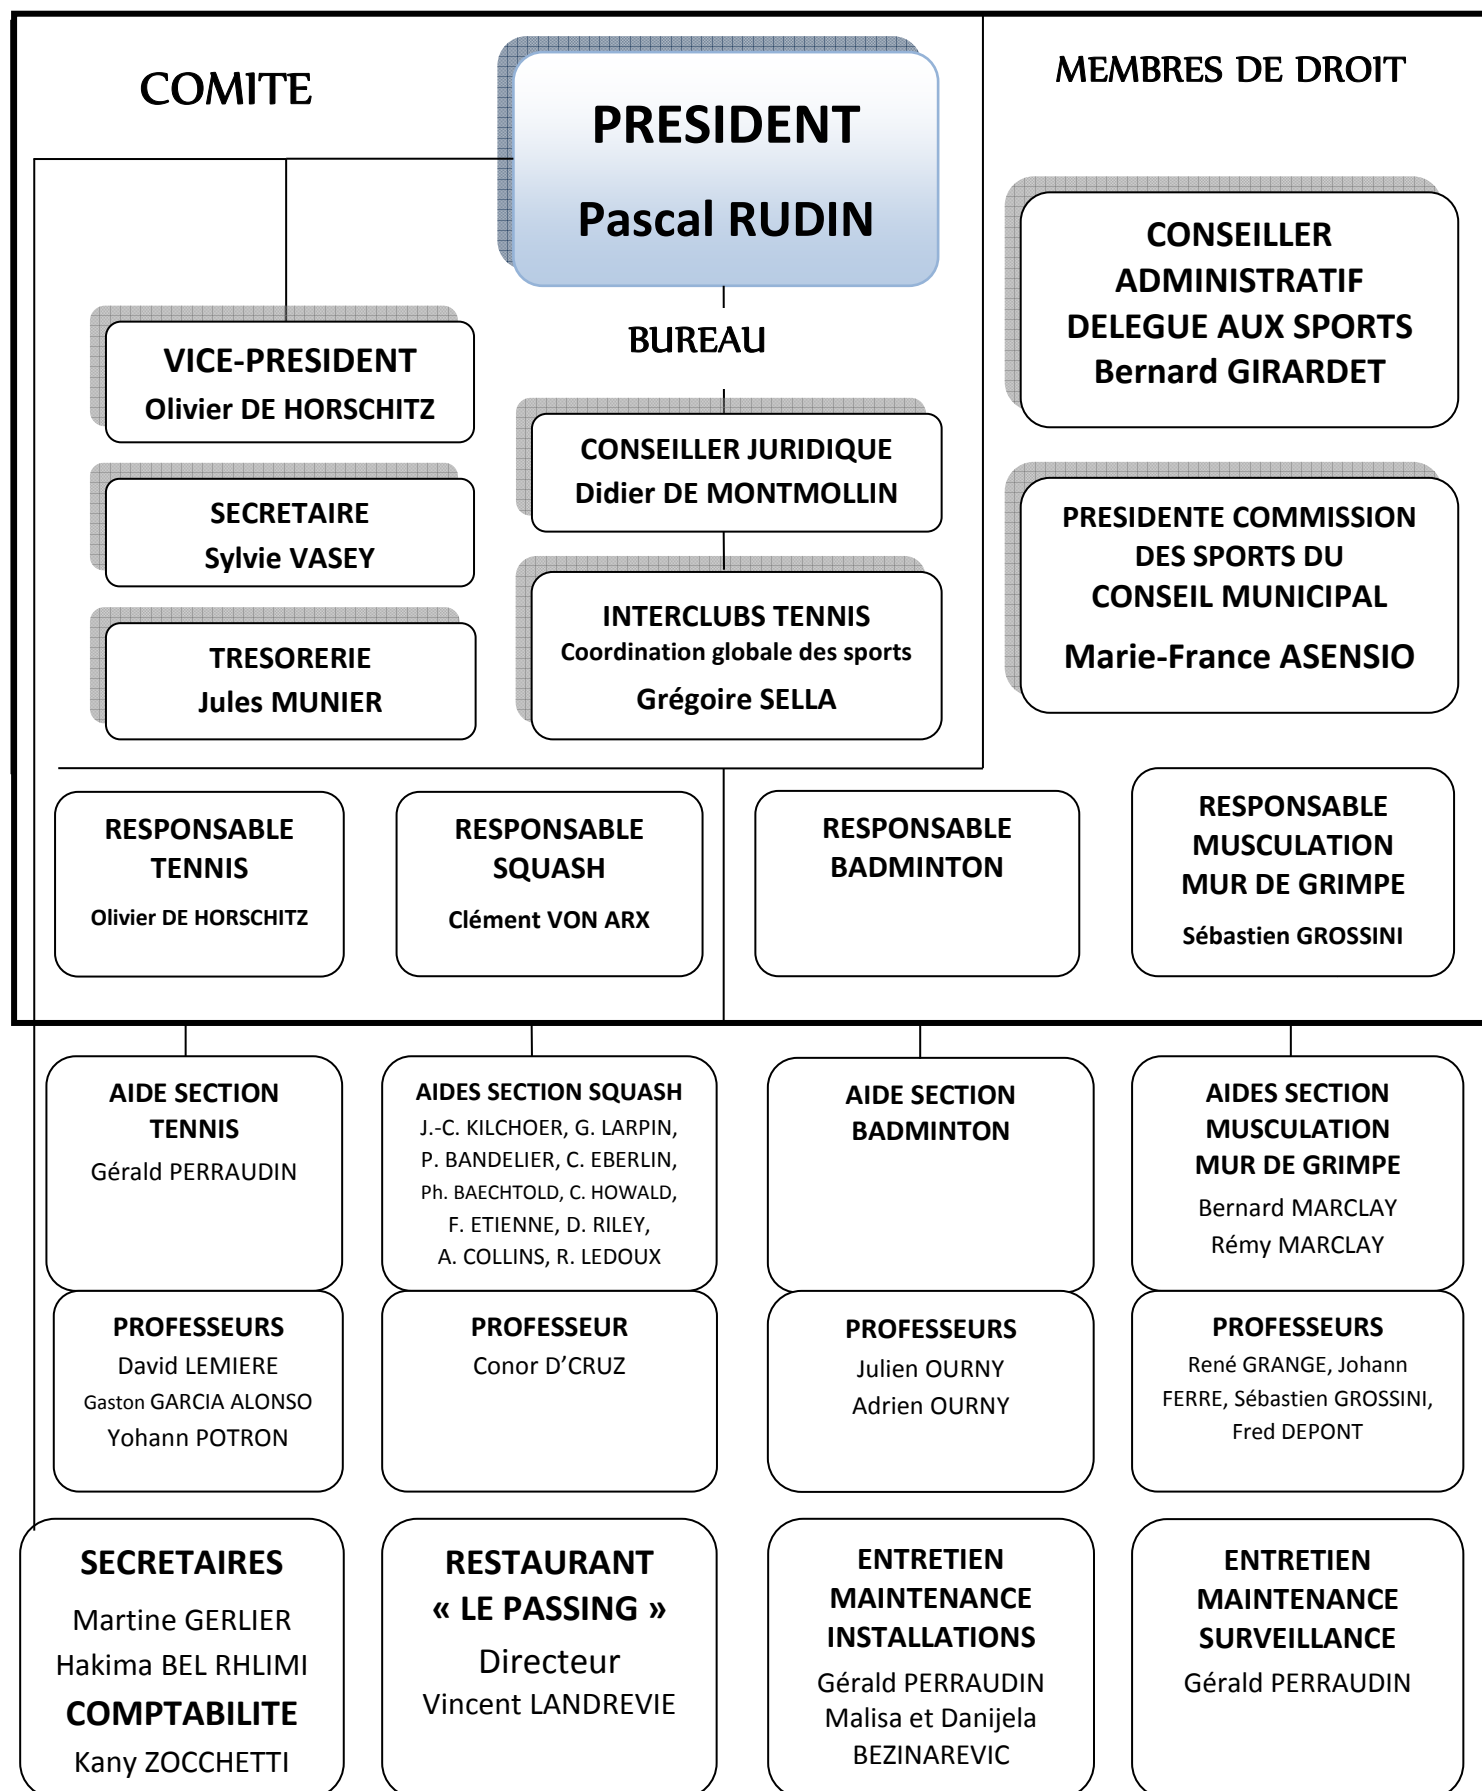 COMITE
PRESIDENT
Pascal RUDIN
MEMBRES DE DROIT
CONSEILLER
ADMINISTRATIF
DELEGUE AUX SPORTS
Bernard GIRARDET
BUREAU
VICE-PRESIDENT
Olivier DE HORSCHITZ
CONSEILLER JURIDIQUE
Didier DE MONTMOLLIN
SECRETAIRE
Sylvie VASEY
PRESIDENTE COMMISSION
DES SPORTS DU
CONSEIL MUNICIPAL
Marie-France ASENSIO
INTERCLUBS TENNIS
Coordination globale des sports
Grégoire SELLA
TRESORERIE
Jules MUNIER
RESPONSABLE
TENNIS
Olivier DE HORSCHITZ
RESPONSABLE
SQUASH
Clément VON ARX
RESPONSABLE
BADMINTON
RESPONSABLE
MUSCULATION
MUR DE GRIMPE
Sébastien GROSSINI
AIDE SECTION
TENNIS
Gérald PERRAUDIN
AIDES SECTION SQUASH
J.-C. KILCHOER, G. LARPIN,
P. BANDELIER, C. EBERLIN,
Ph. BAECHTOLD, C. HOWALD,
F. ETIENNE, D. RILEY,
A. COLLINS, R. LEDOUX
AIDE SECTION
BADMINTON
AIDES SECTION
MUSCULATION
MUR DE GRIMPE
Bernard MARCLAY
Rémy MARCLAY
PROFESSEURS
David LEMIERE
Gaston GARCIA ALONSO
Yohann POTRON
PROFESSEUR
Conor D’CRUZ
PROFESSEURS
Julien OURNY
Adrien OURNY
PROFESSEURS
René GRANGE, Johann
FERRE, Sébastien GROSSINI,
Fred DEPONT
SECRETAIRES
Martine GERLIER
Hakima BEL RHLIMI
COMPTABILITE
Kany ZOCCHETTI
RESTAURANT
« LE PASSING »
Directeur
Vincent LANDREVIE
ENTRETIEN
MAINTENANCE
INSTALLATIONS
Gérald PERRAUDIN
Malisa et Danijela
BEZINAREVIC
ENTRETIEN
MAINTENANCE
SURVEILLANCE
Gérald PERRAUDIN